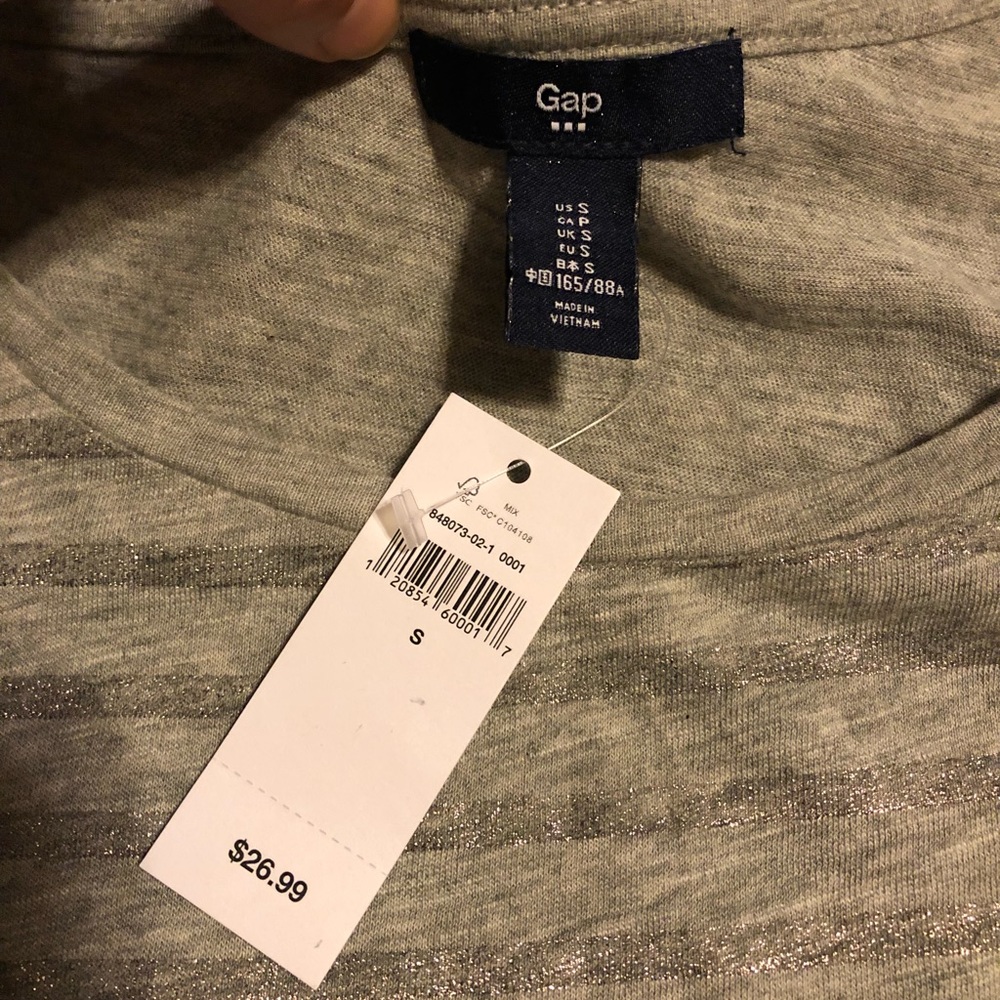 Gap
US S
CA P
UK S
EU S
日本 S
中国 165/88A
MADE IN
VIETNAM
MIX
FSC® C104108
848073-02-1 0001
1 20854 60001 7
S
$26.99